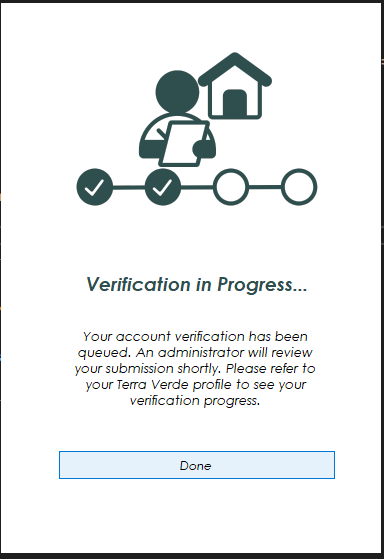 Verification in Progress...
Your account verification has been
queued. An administrator will review
your submission shortly. Please refer to
your Terra Verde profile to see your
verification progress.
Done